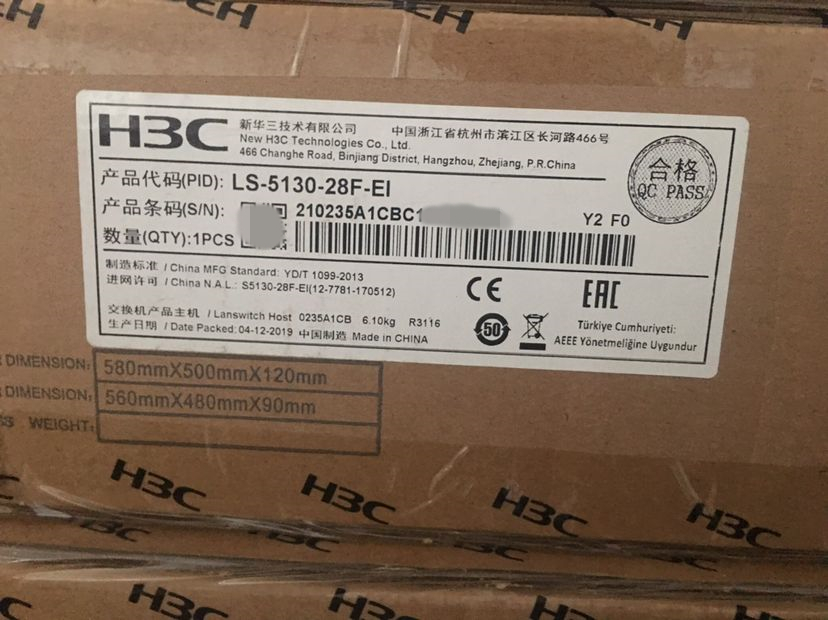 H3C
H3C
新华三技术有限公司 中国浙江省杭州市滨江区长河路466号
New H3C Technologies Co., Ltd.
466 Changhe Road, Binjiang District, Hangzhou, Zhejiang, P.R.China
合格
QC PASS
产品代码(PID): LS-5130-28F-EI
产品条码(S/N): 210235A1CBC1
Y2 F0
数量(QTY):1PCS
制造标准 / China MFG Standard: YD/T 1099-2013
进网许可 / China N.A.L.: S5130-28F-EI(12-7781-170512)
CE
EAC
交换机产品主机 / Lanswitch Host 0235A1CB 6.10kg R3116
生产日期 / Date Packed:04-12-2019 中国制造 Made in CHINA
50
Türkiye Cumhuriyeti:
AEEE Yönetmeliğine Uygundur
DIMENSION: 580mmX500mmX120mm
DIMENSION: 560mmX480mmX90mm
WEIGHT:
H3C H3C H3C H3C
H3C H3C
H3C H3C H3C H3C